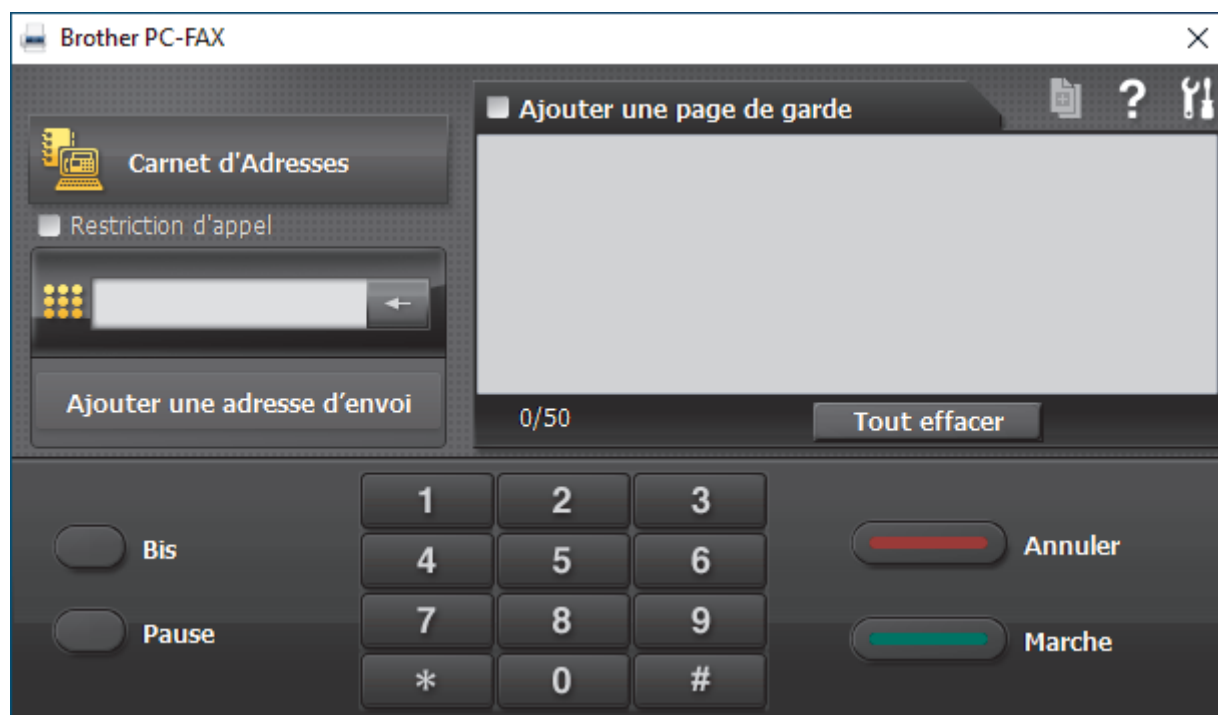 Brother PC-FAX
Ajouter une page de garde
?
Carnet d'Adresses
Restriction d'appel
Ajouter une adresse d’envoi
0/50
Tout effacer
1 2 3
4 5 6
7 8 9
* 0 #
Bis
Pause
Annuler
Marche